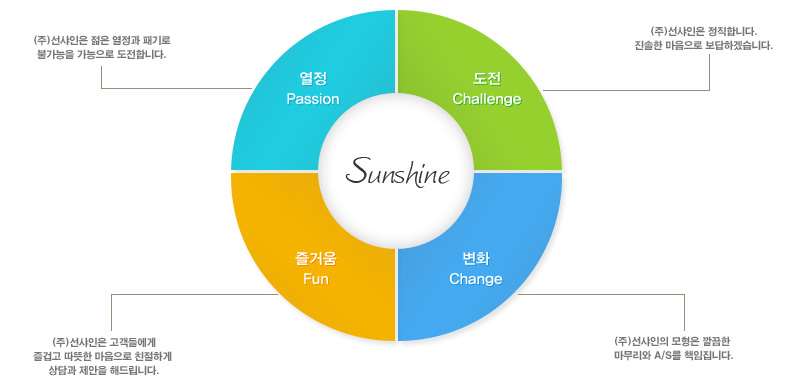 (주)선샤인은 젊은 열정과 패기로
불가능을 가능으로 도전합니다.
(주)선샤인은 정직합니다.
진솔한 마음으로 보답하겠습니다.
열정
Passion
도전
Challenge
Sunshine
즐거움
Fun
변화
Change
(주)선샤인은 고객들에게
즐겁고 따뜻한 마음으로 친절하게
상담과 제안을 해드립니다.
(주)선샤인의 모형은 깔끔한
마무리와 A/S를 책임집니다.